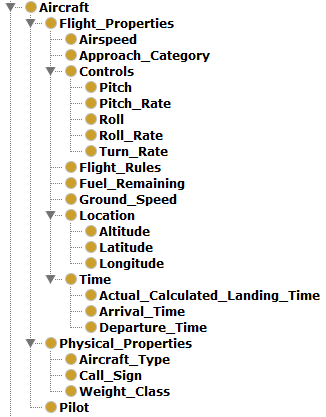 Aircraft
Flight_Properties
Airspeed
Approach_Category
Controls
Pitch
Pitch_Rate
Roll
Roll_Rate
Turn_Rate
Flight_Rules
Fuel_Remaining
Ground_Speed
Location
Altitude
Latitude
Longitude
Time
Actual_Calculated_Landing_Time
Arrival_Time
Departure_Time
Physical_Properties
Aircraft_Type
Call_Sign
Weight_Class
Pilot